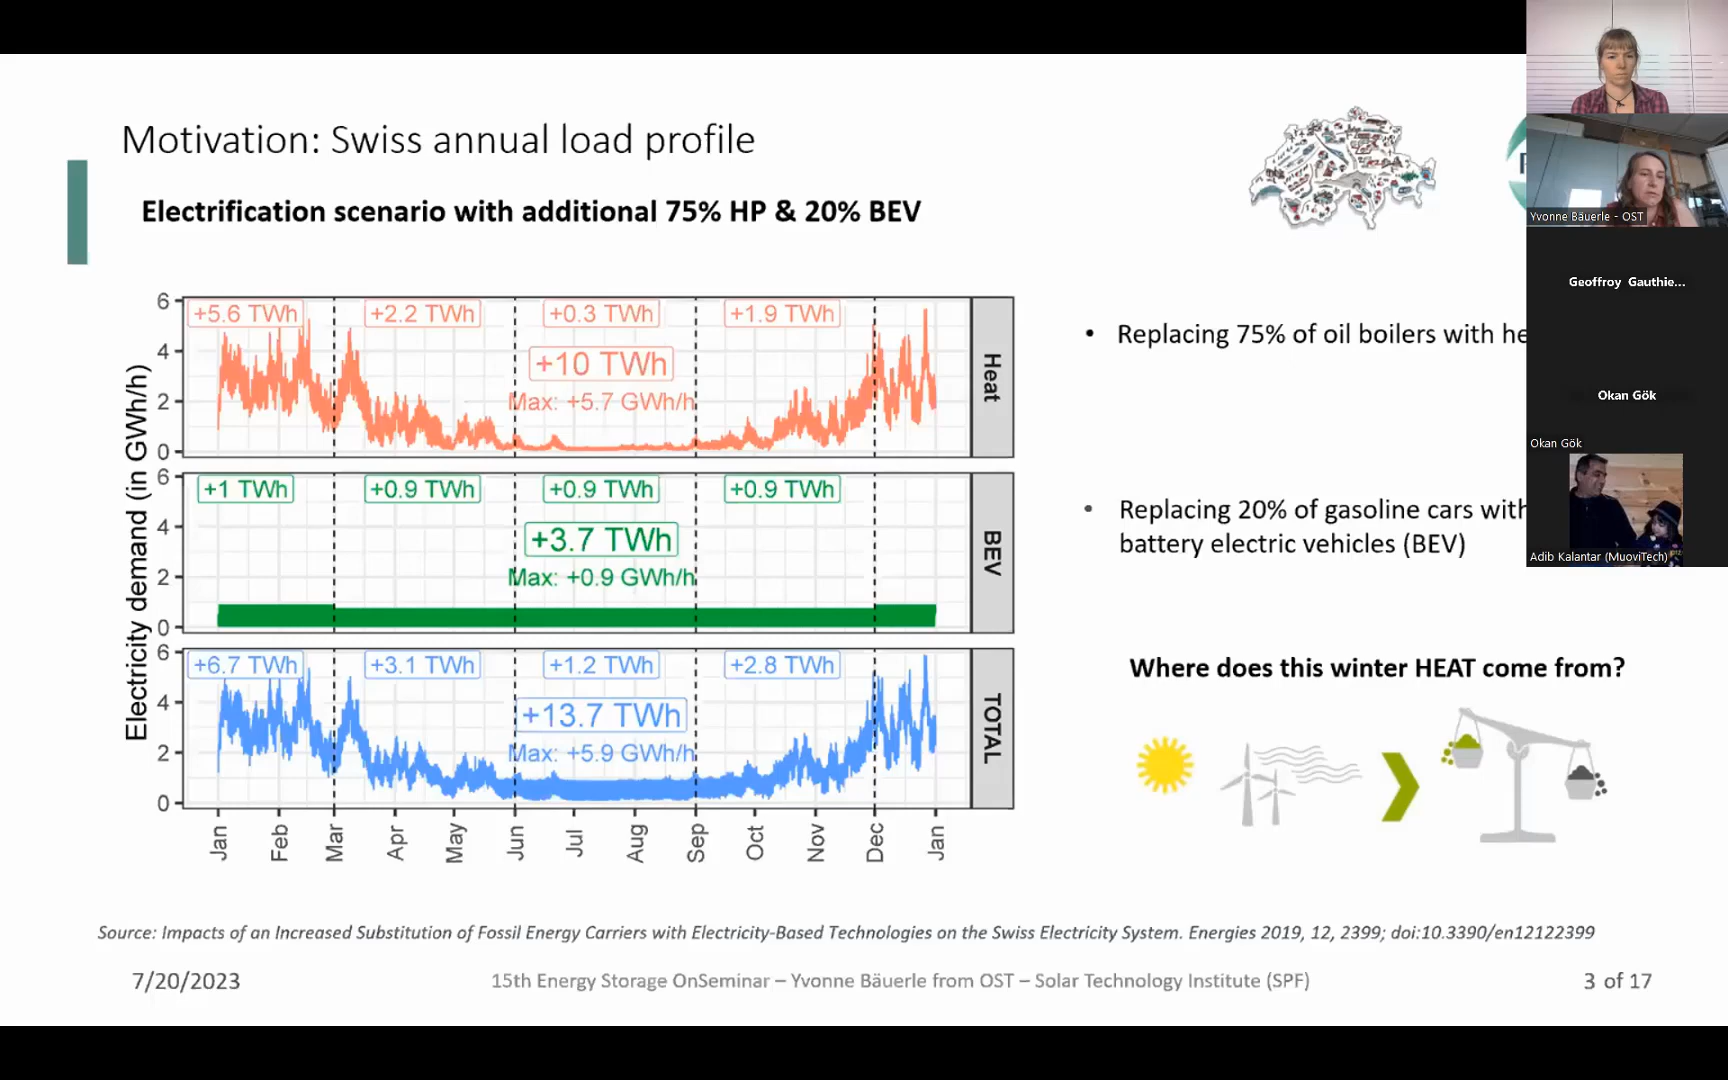 Motivation: Swiss annual load profile
Electrification scenario with additional 75% HP & 20% BEV
Electricity demand (in GWh/h)
6
4
2
0
+5.6 TWh
+2.2 TWh
+0.3 TWh
+1.9 TWh
+10 TWh
Max: +5.7 GWh/h
Heat
6
4
2
0
+1 TWh
+0.9 TWh
+0.9 TWh
+0.9 TWh
+3.7 TWh
Max: +0.9 GWh/h
BEV
6
4
2
0
+6.7 TWh
+3.1 TWh
+1.2 TWh
+2.8 TWh
+13.7 TWh
Max: +5.9 GWh/h
TOTAL
Jan
Feb
Mar
Apr
May
Jun
Jul
Aug
Sep
Oct
Nov
Dec
Jan
• Replacing 75% of oil boilers with
• Replacing 20% of gasoline cars with
battery electric vehicles (BEV)
Where does this winter HEAT come from?
Source: Impacts of an Increased Substitution of Fossil Energy Carriers with Electricity-Based Technologies on the Swiss Electricity System. Energies 2019, 12, 2399; doi:10.3390/en12122399
7/20/2023
15th Energy Storage OnSeminar – Yvonne Bäuerle from OST – Solar Technology Institute (SPF)
3 of 17
Yvonne Bäuerle - OST
Geoffroy Gauthie...
Okan Gök
Okan Gök
Adib Kalantar (MuoviTech)